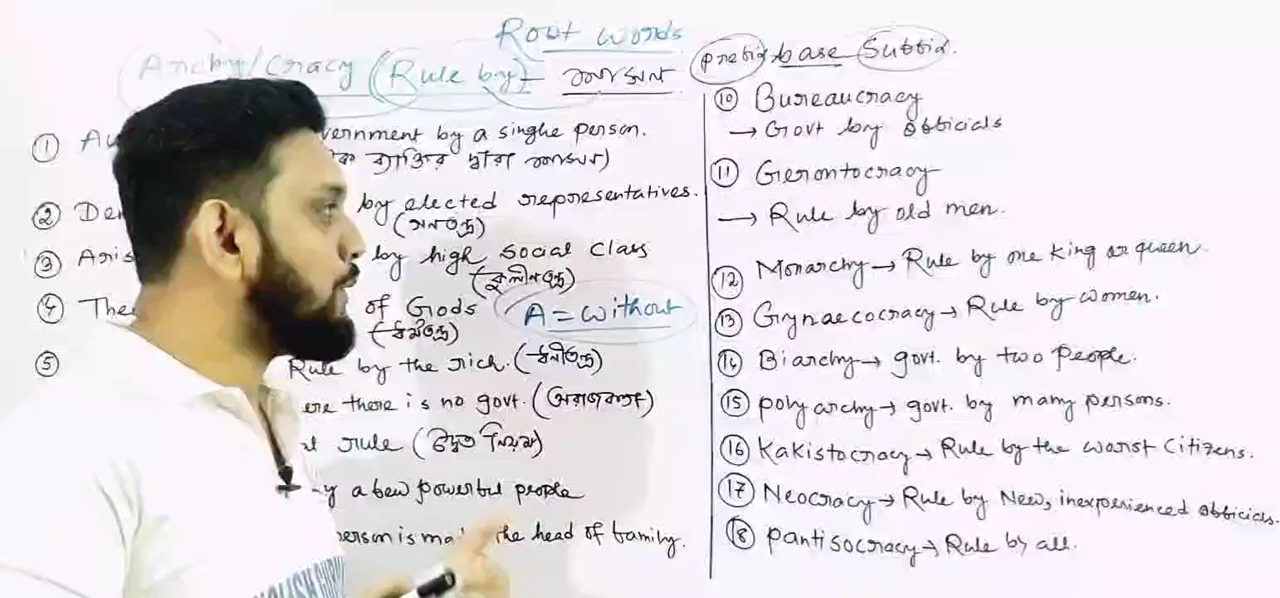 Root words
Archy/Cracy (Rule by) - শাসন
① Au vernment by a single person.
ক ব্যক্তির দ্বারা শাসন)
② Dem by elected representatives.
(গনতন্ত্র)
③ Aris by high Social Class
(কুলীনতন্ত্র)
④ Theo of Gods
(ধর্মতন্ত্র)
A = without
⑤ Rule by the rich. (ধনীতন্ত্র)
ere there is no govt. (অরাজকতা)
rule
y a few powerful people
person is ma the head of family.
prefix base Suffix.
⑩ Bureaucracy
→ Govt by officials
⑪ Gerontocracy
→ Rule by old men.
⑫ Monarchy → Rule by one King or queen.
⑬ Gynaecocracy → Rule by women.
⑭ Biarchy → govt. by two people.
⑮ polyarchy → govt. by many persons.
⑯ Kakistocracy → Rule by the worst Citizens.
⑰ Neocracy → Rule by New, inexperienced officials.
⑱ pantisocracy → Rule by all.